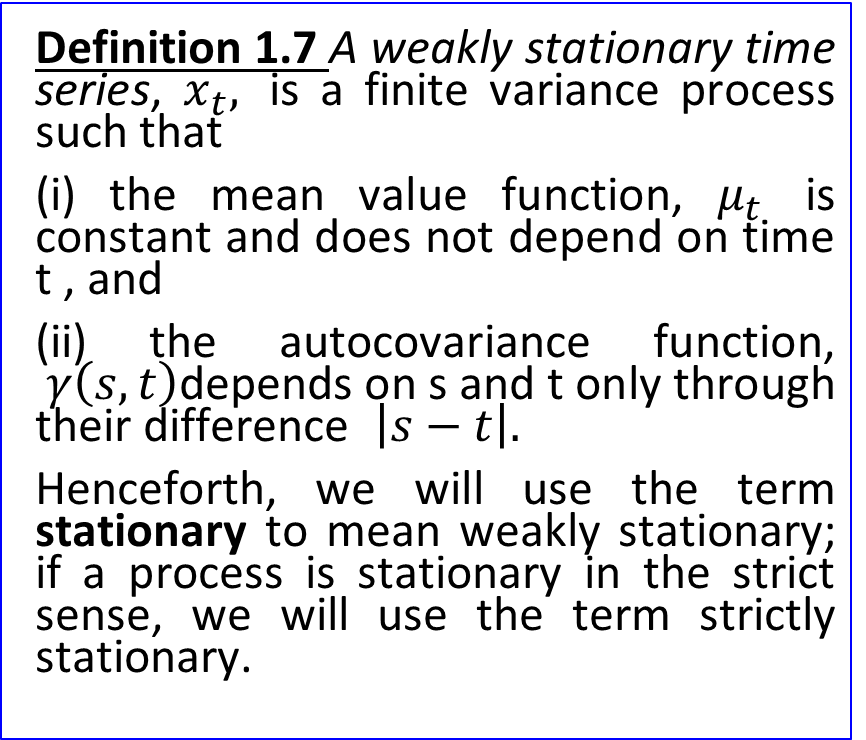 Definition 1.7 A weakly stationary time
series, x_t, is a finite variance process
such that
(i) the mean value function, μ_t is
constant and does not depend on time
t , and
(ii) the autocovariance function,
γ(s, t)depends on s and t only through
their difference |s − t|.
Henceforth, we will use the term
stationary to mean weakly stationary;
if a process is stationary in the strict
sense, we will use the term strictly
stationary.